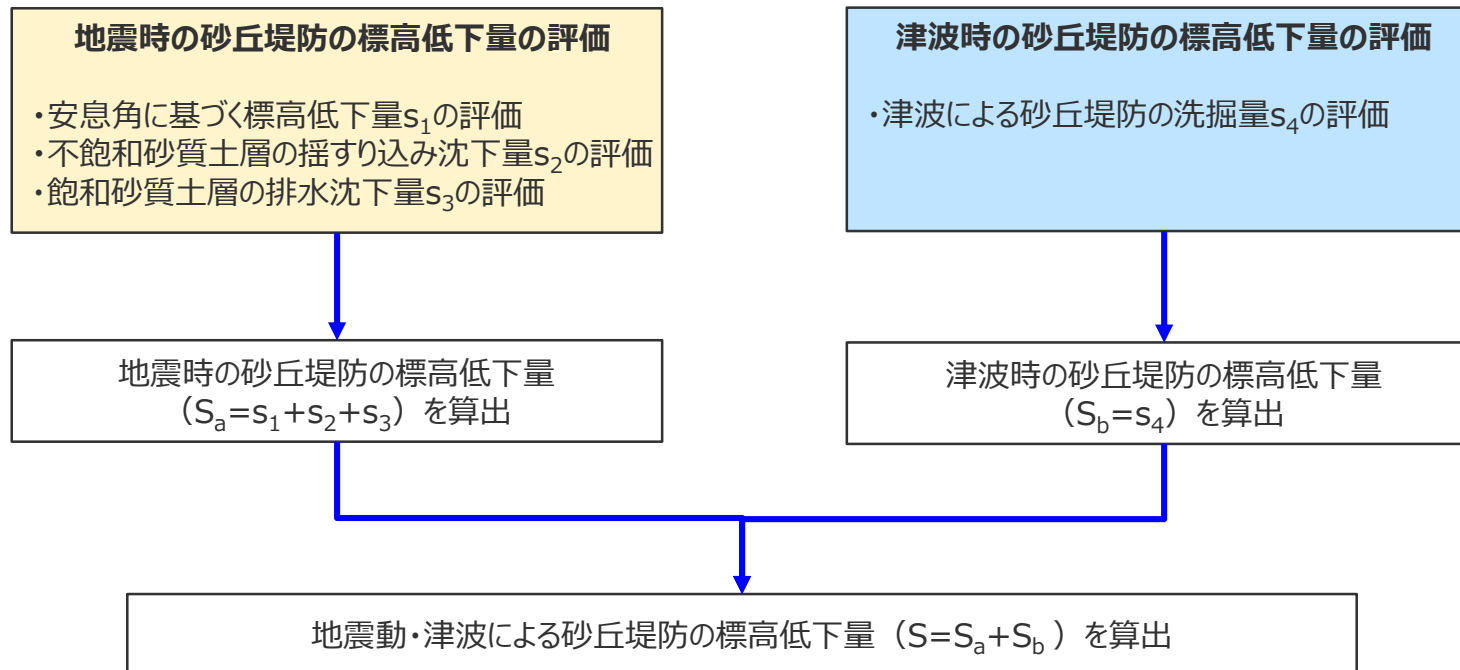 地震時の砂丘堤防の標高低下量の評価
・安息角に基づく標高低下量s₁の評価
・不飽和砂質土層の揺すり込み沈下量s₂の評価
・飽和砂質土層の排水沈下量s₃の評価
津波時の砂丘堤防の標高低下量の評価
・津波による砂丘堤防の洗掘量s₄の評価
地震時の砂丘堤防の標高低下量
（Sₐ=s₁+s₂+s₃）を算出
津波時の砂丘堤防の標高低下量
（S_b=s₄）を算出
地震動・津波による砂丘堤防の標高低下量（S=Sₐ+S_b ）を算出